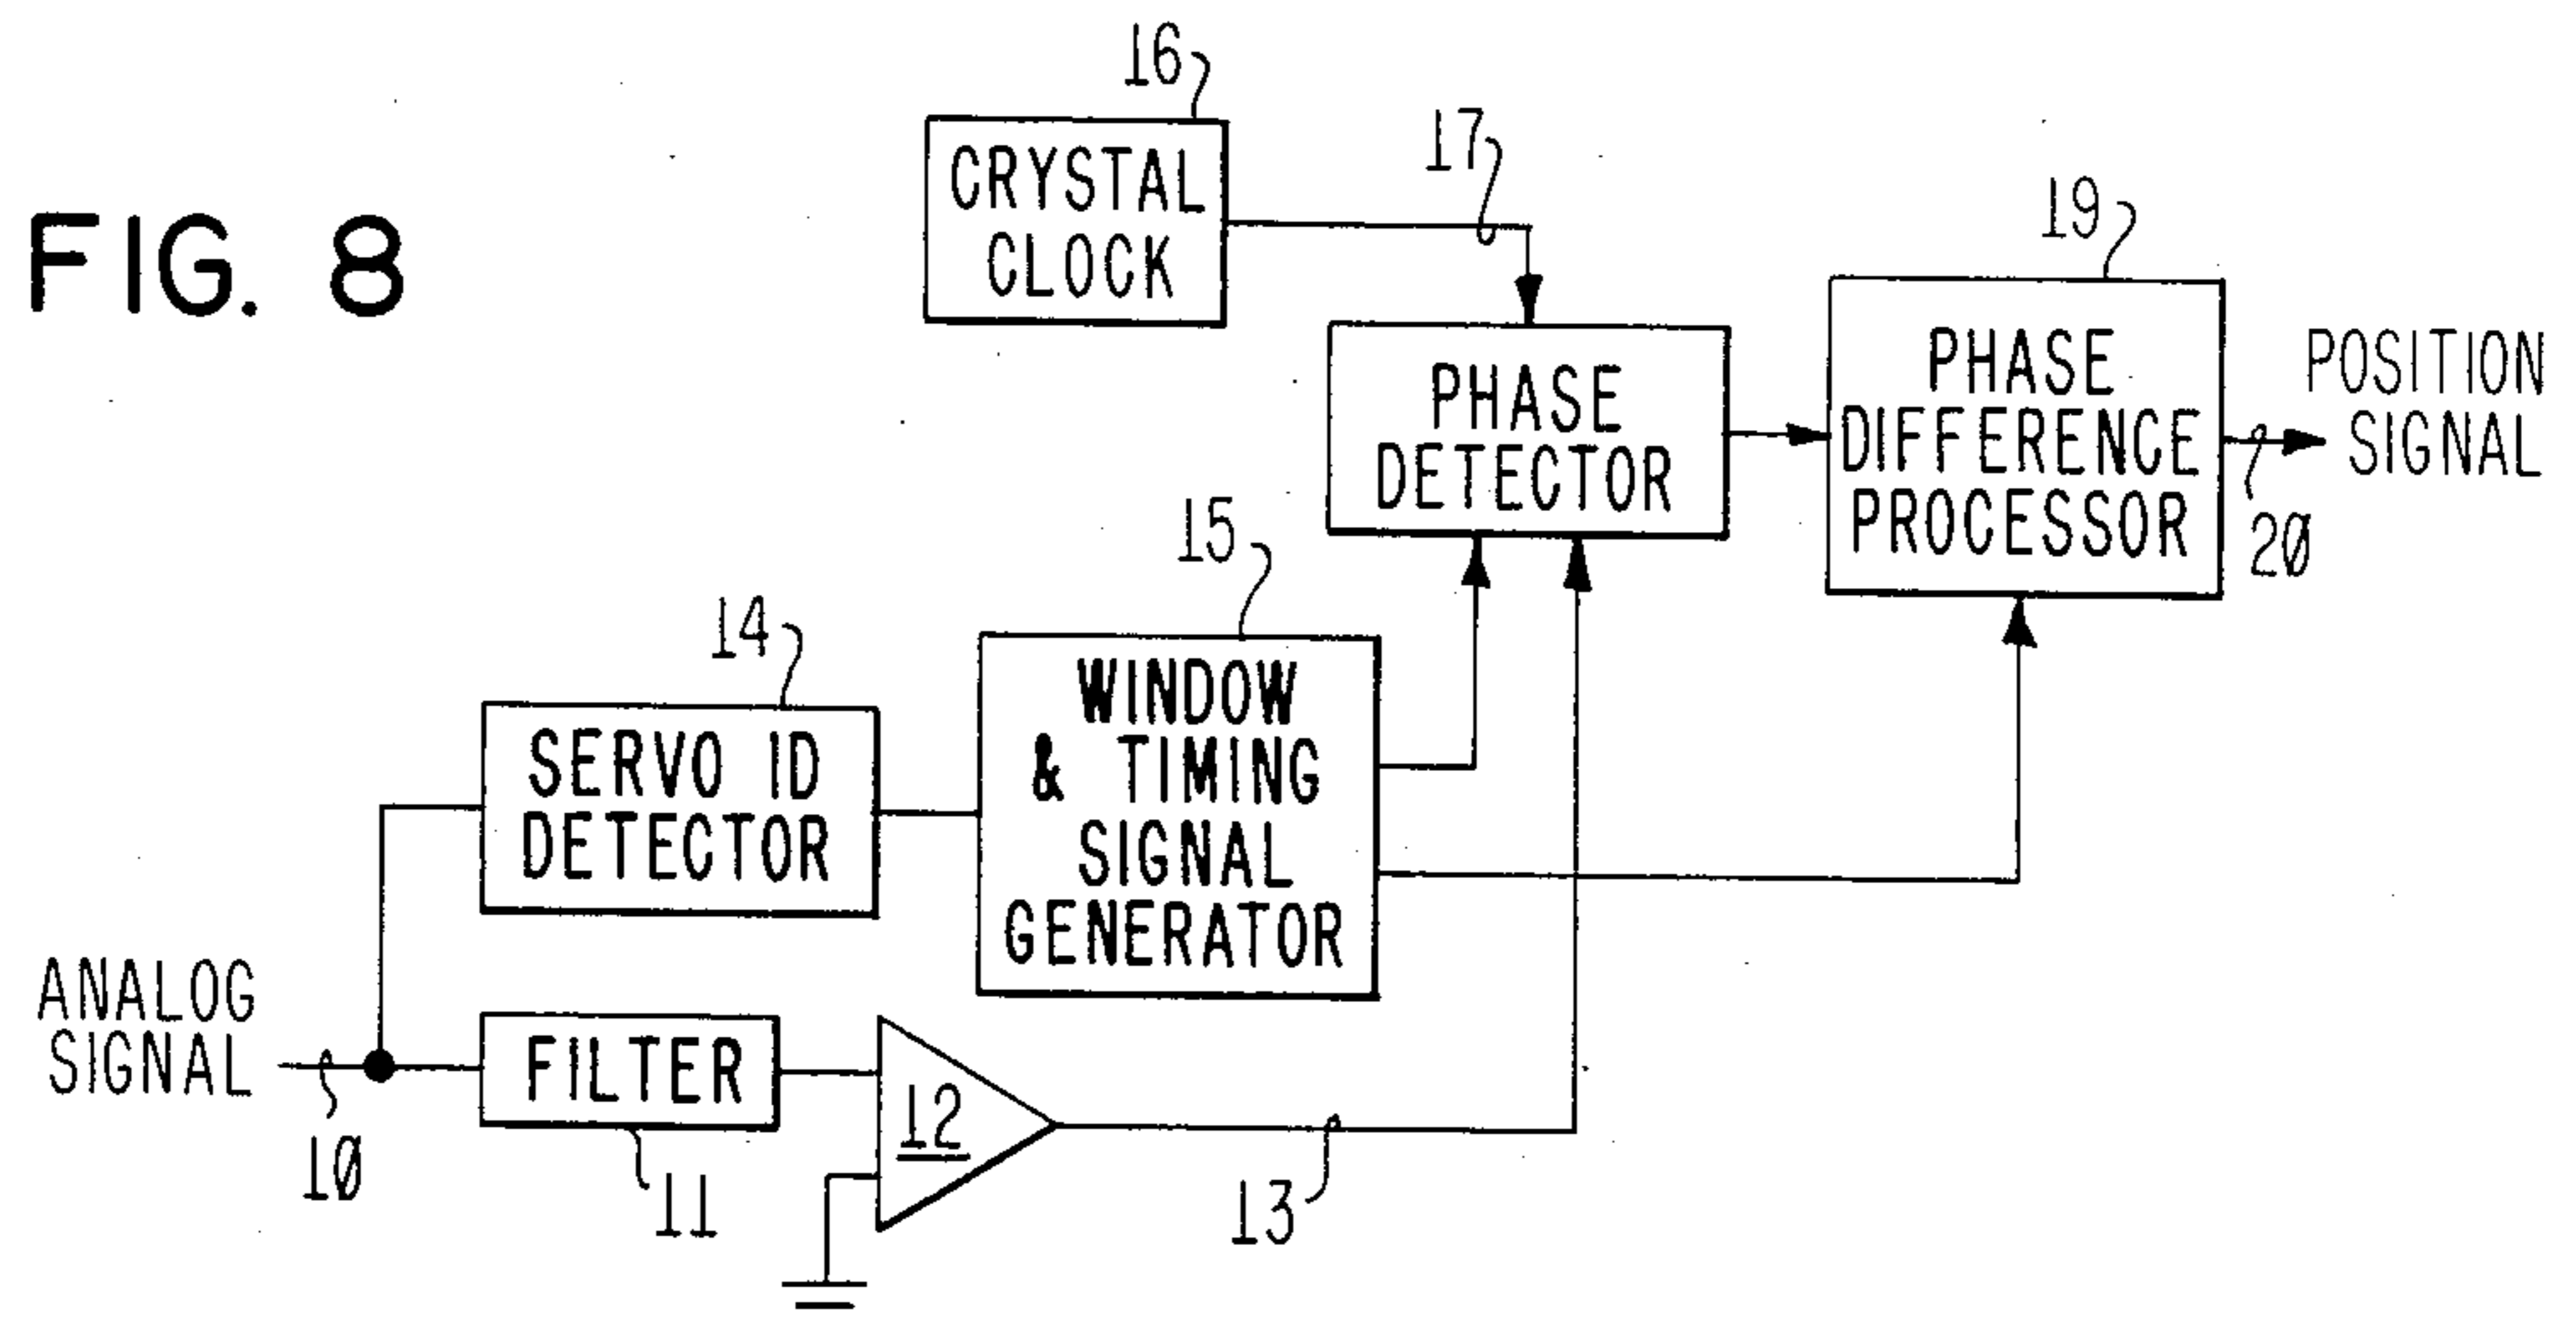 FIG. 8
16
CRYSTAL
CLOCK
17
PHASE
DETECTOR
19
PHASE
DIFFERENCE
PROCESSOR
POSITION
SIGNAL
20
15
WINDOW
& TIMING
SIGNAL
GENERATOR
14
SERVO ID
DETECTOR
ANALOG
SIGNAL
10
FILTER
11
12
13